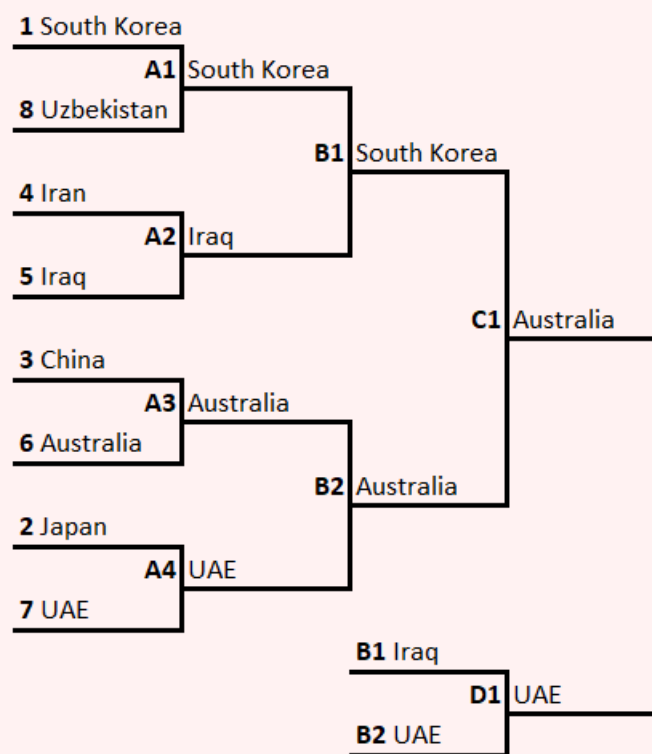 1 South Korea
A1 South Korea
8 Uzbekistan
B1 South Korea
4 Iran
A2 Iraq
5 Iraq
C1 Australia
3 China
A3 Australia
6 Australia
B2 Australia
2 Japan
A4 UAE
7 UAE
B1 Iraq
D1 UAE
B2 UAE